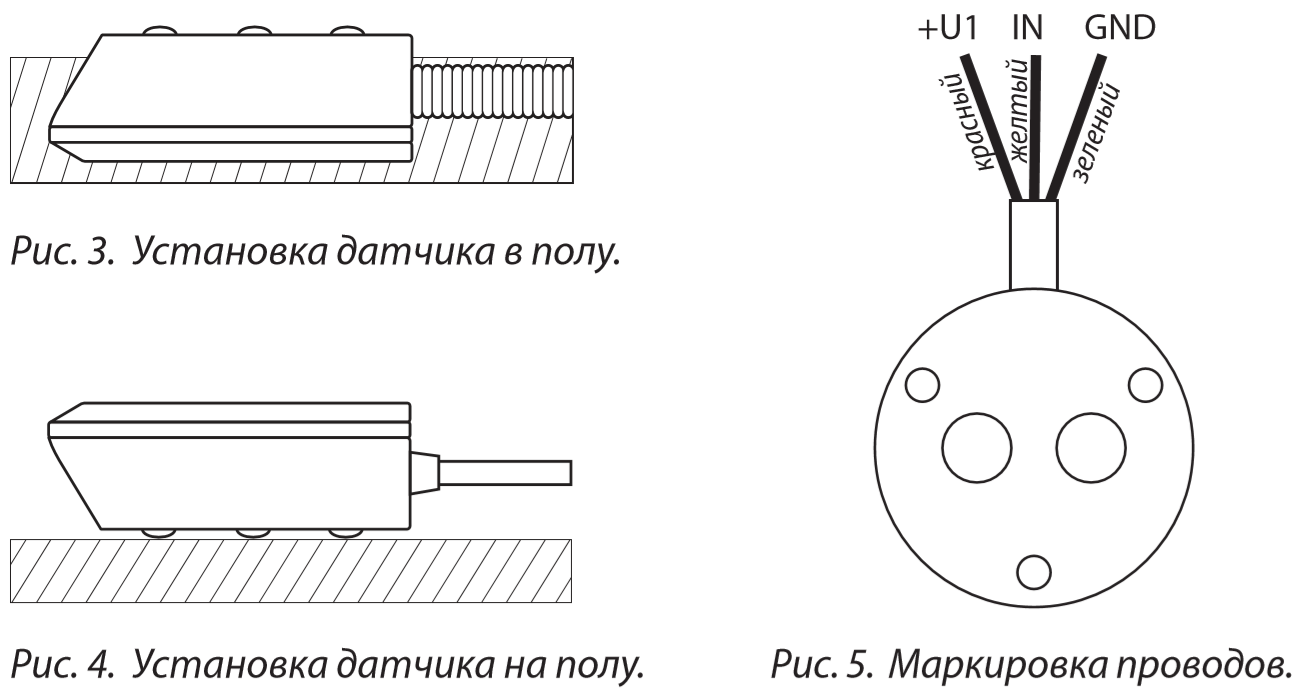 Рис. 3. Установка датчика в полу.
Рис. 4. Установка датчика на полу.
+U1 IN GND
красный
желтый
зеленый
Рис. 5. Маркировка проводов.